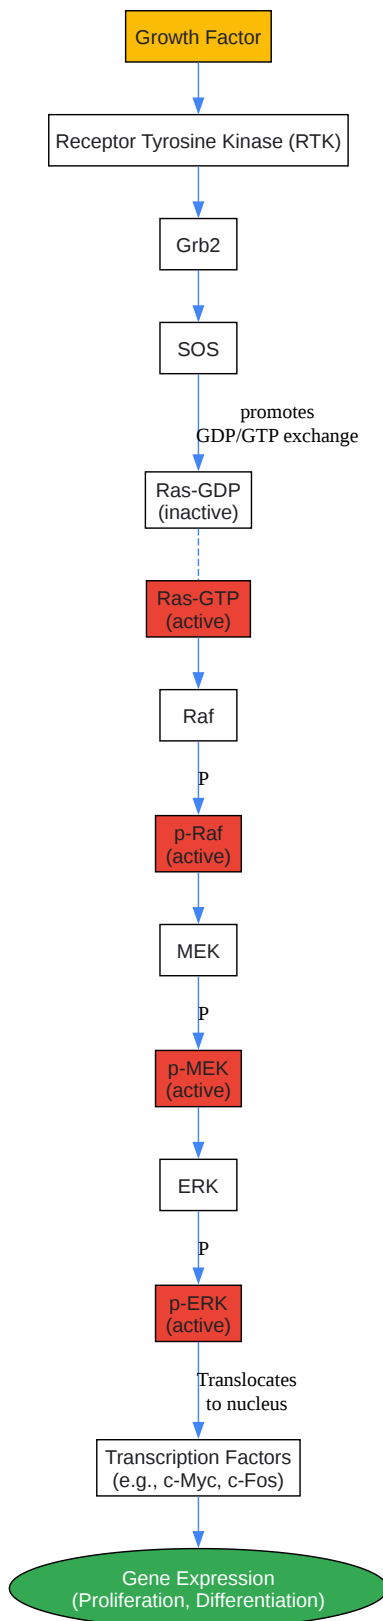 Growth Factor
Receptor Tyrosine Kinase (RTK)
Grb2
SOS
promotes
GDP/GTP exchange
Ras-GDP
(inactive)
Ras-GTP
(active)
Raf
P
p-Raf
(active)
MEK
P
p-MEK
(active)
ERK
P
p-ERK
(active)
Translocates
to nucleus
Transcription Factors
(e.g., c-Myc, c-Fos)
Gene Expression
(Proliferation, Differentiation)